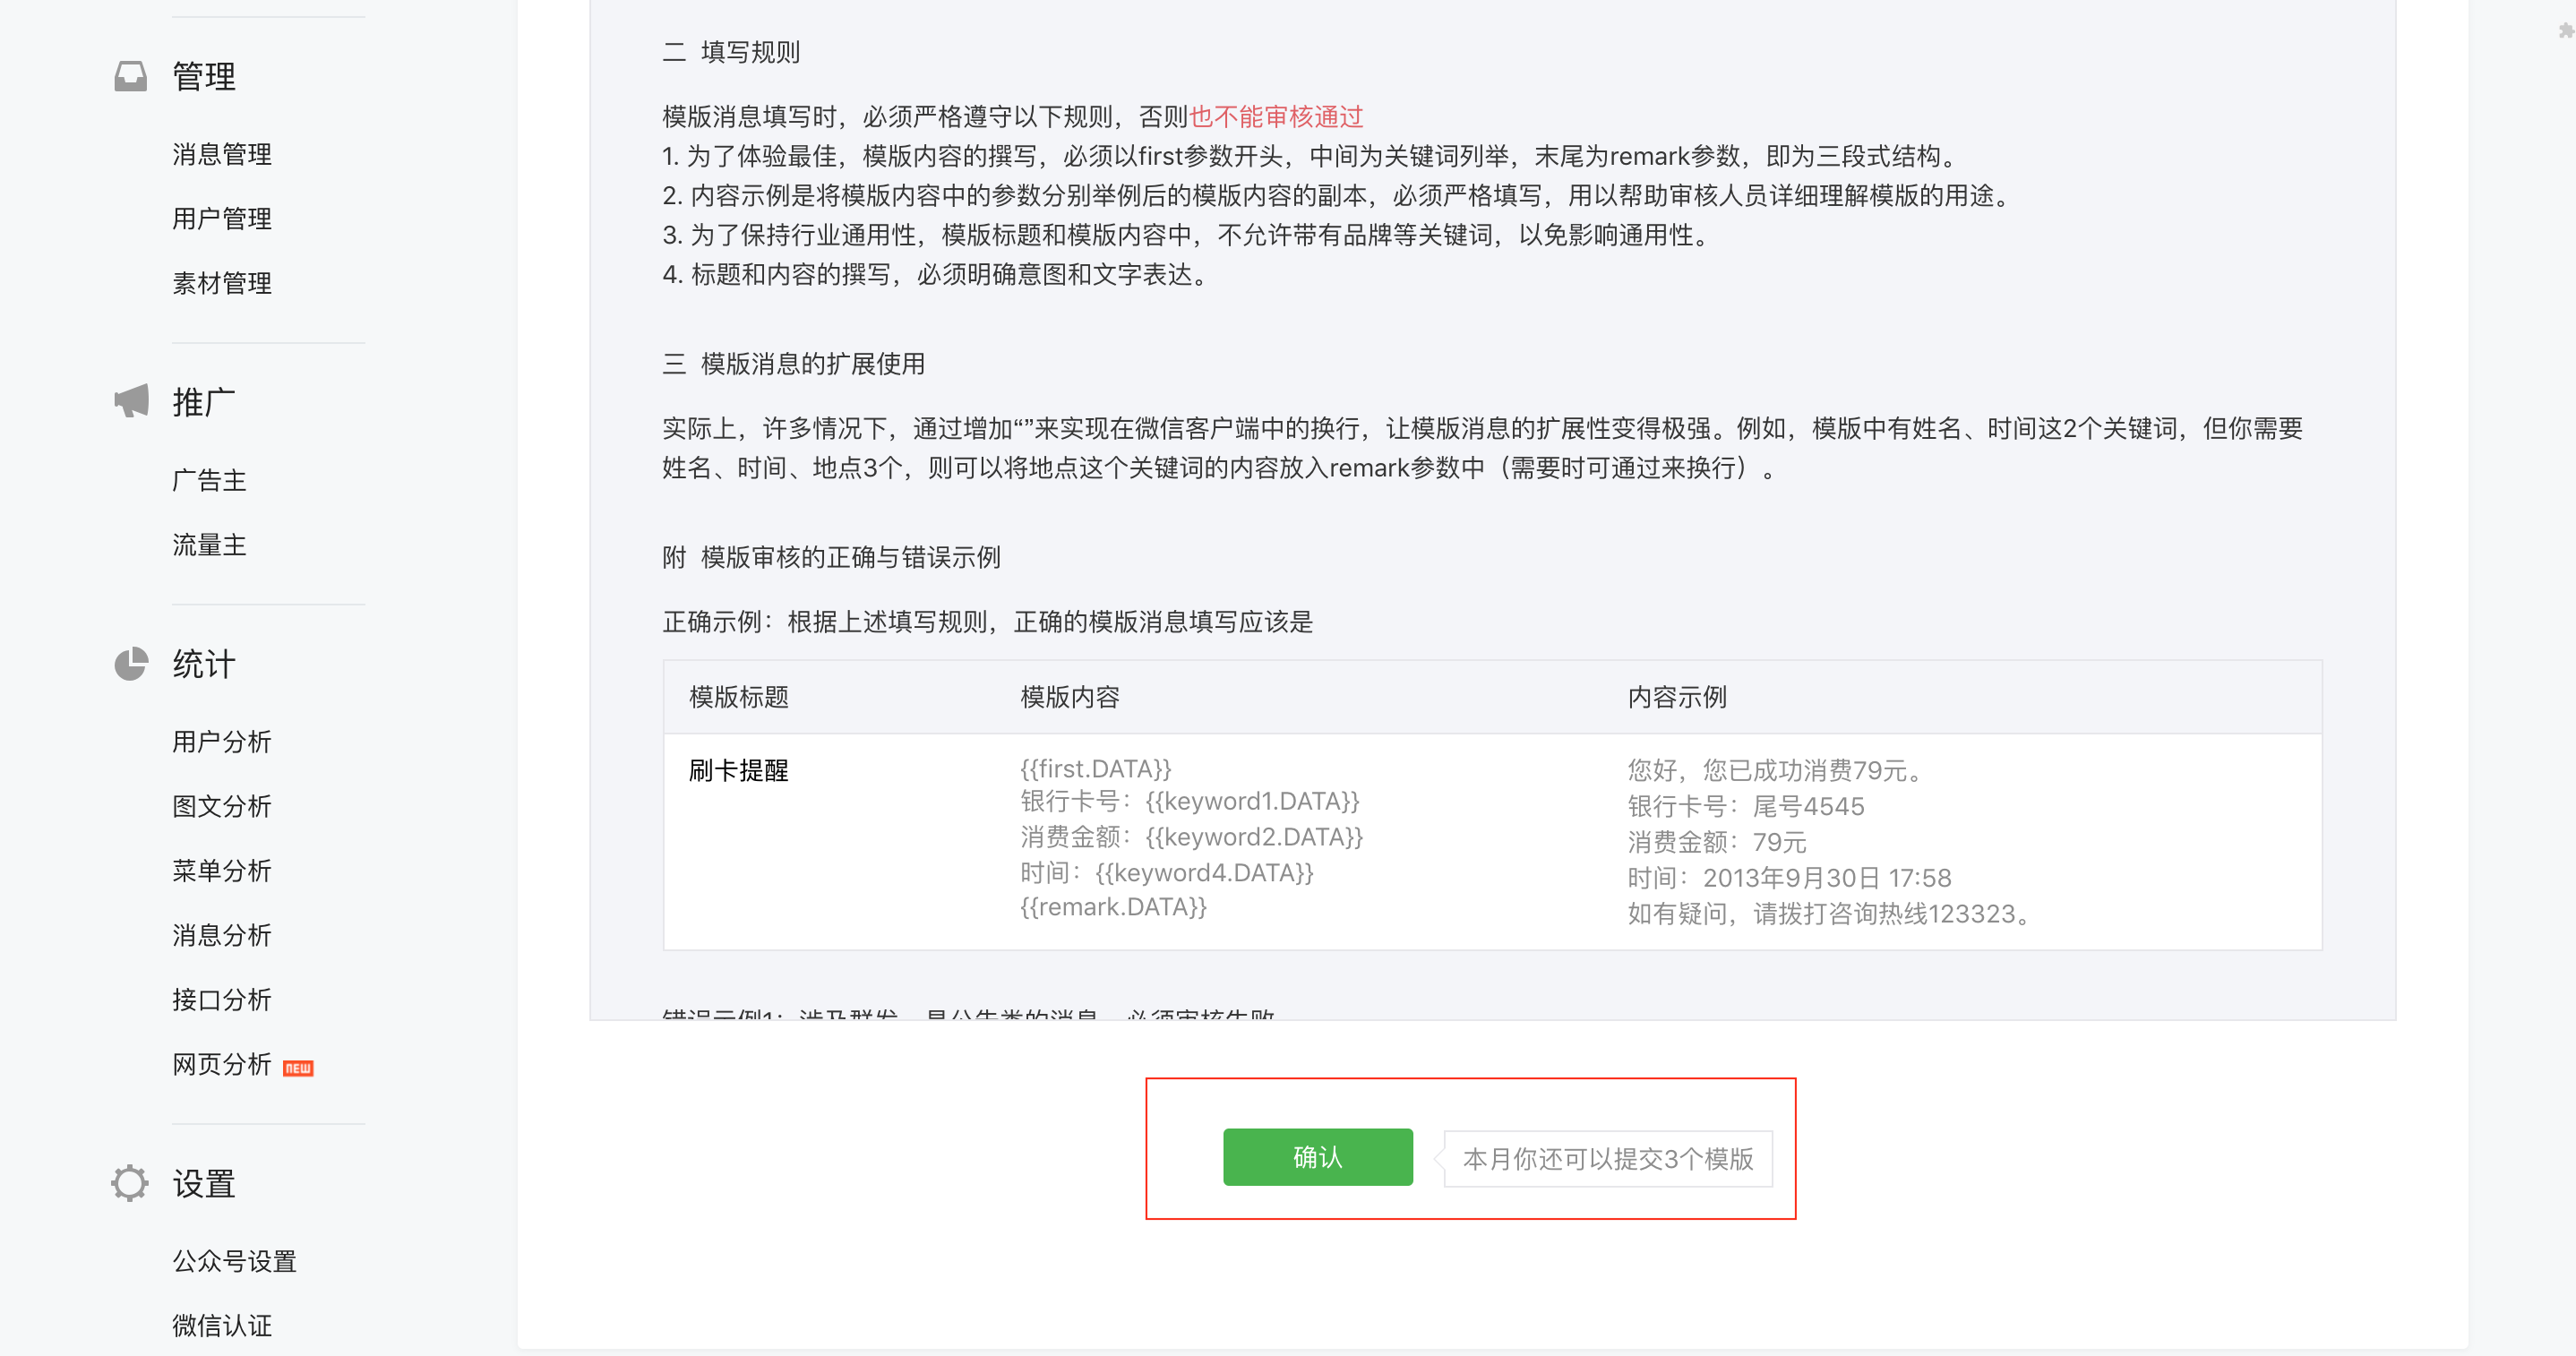 管理
消息管理
用户管理
素材管理
推广
广告主
流量主
统计
用户分析
图文分析
菜单分析
消息分析
接口分析
网页分析 NEW
设置
公众号设置
微信认证
二 填写规则
模版消息填写时，必须严格遵守以下规则，否则也不能审核通过
1. 为了体验最佳，模版内容的撰写，必须以first参数开头，中间为关键词列举，末尾为remark参数，即为三段式结构。
2. 内容示例是将模版内容中的参数分别举例后的模版内容的副本，必须严格填写，用以帮助审核人员详细理解模版的用途。
3. 为了保持行业通用性，模版标题和模版内容中，不允许带有品牌等关键词，以免影响通用性。
4. 标题和内容的撰写，必须明确意图和文字表达。
三 模版消息的扩展使用
实际上，许多情况下，通过增加“”来实现在微信客户端中的换行，让模版消息的扩展性变得极强。例如，模版中有姓名、时间这2个关键词，但你需要
姓名、时间、地点3个，则可以将地点这个关键词的内容放入remark参数中（需要时可通过来换行）。
附 模版审核的正确与错误示例
正确示例：根据上述填写规则，正确的模版消息填写应该是
模版标题 模版内容 内容示例
刷卡提醒
{{first.DATA}}
银行卡号：{{keyword1.DATA}}
消费金额：{{keyword2.DATA}}
时间：{{keyword4.DATA}}
{{remark.DATA}}
您好，您已成功消费79元。
银行卡号：尾号4545
消费金额：79元
时间：2013年9月30日 17:58
如有疑问，请拨打咨询热线123323。
错误示例1：涉及群发、是公告类的消息，必须审核失败
确认
本月你还可以提交3个模版